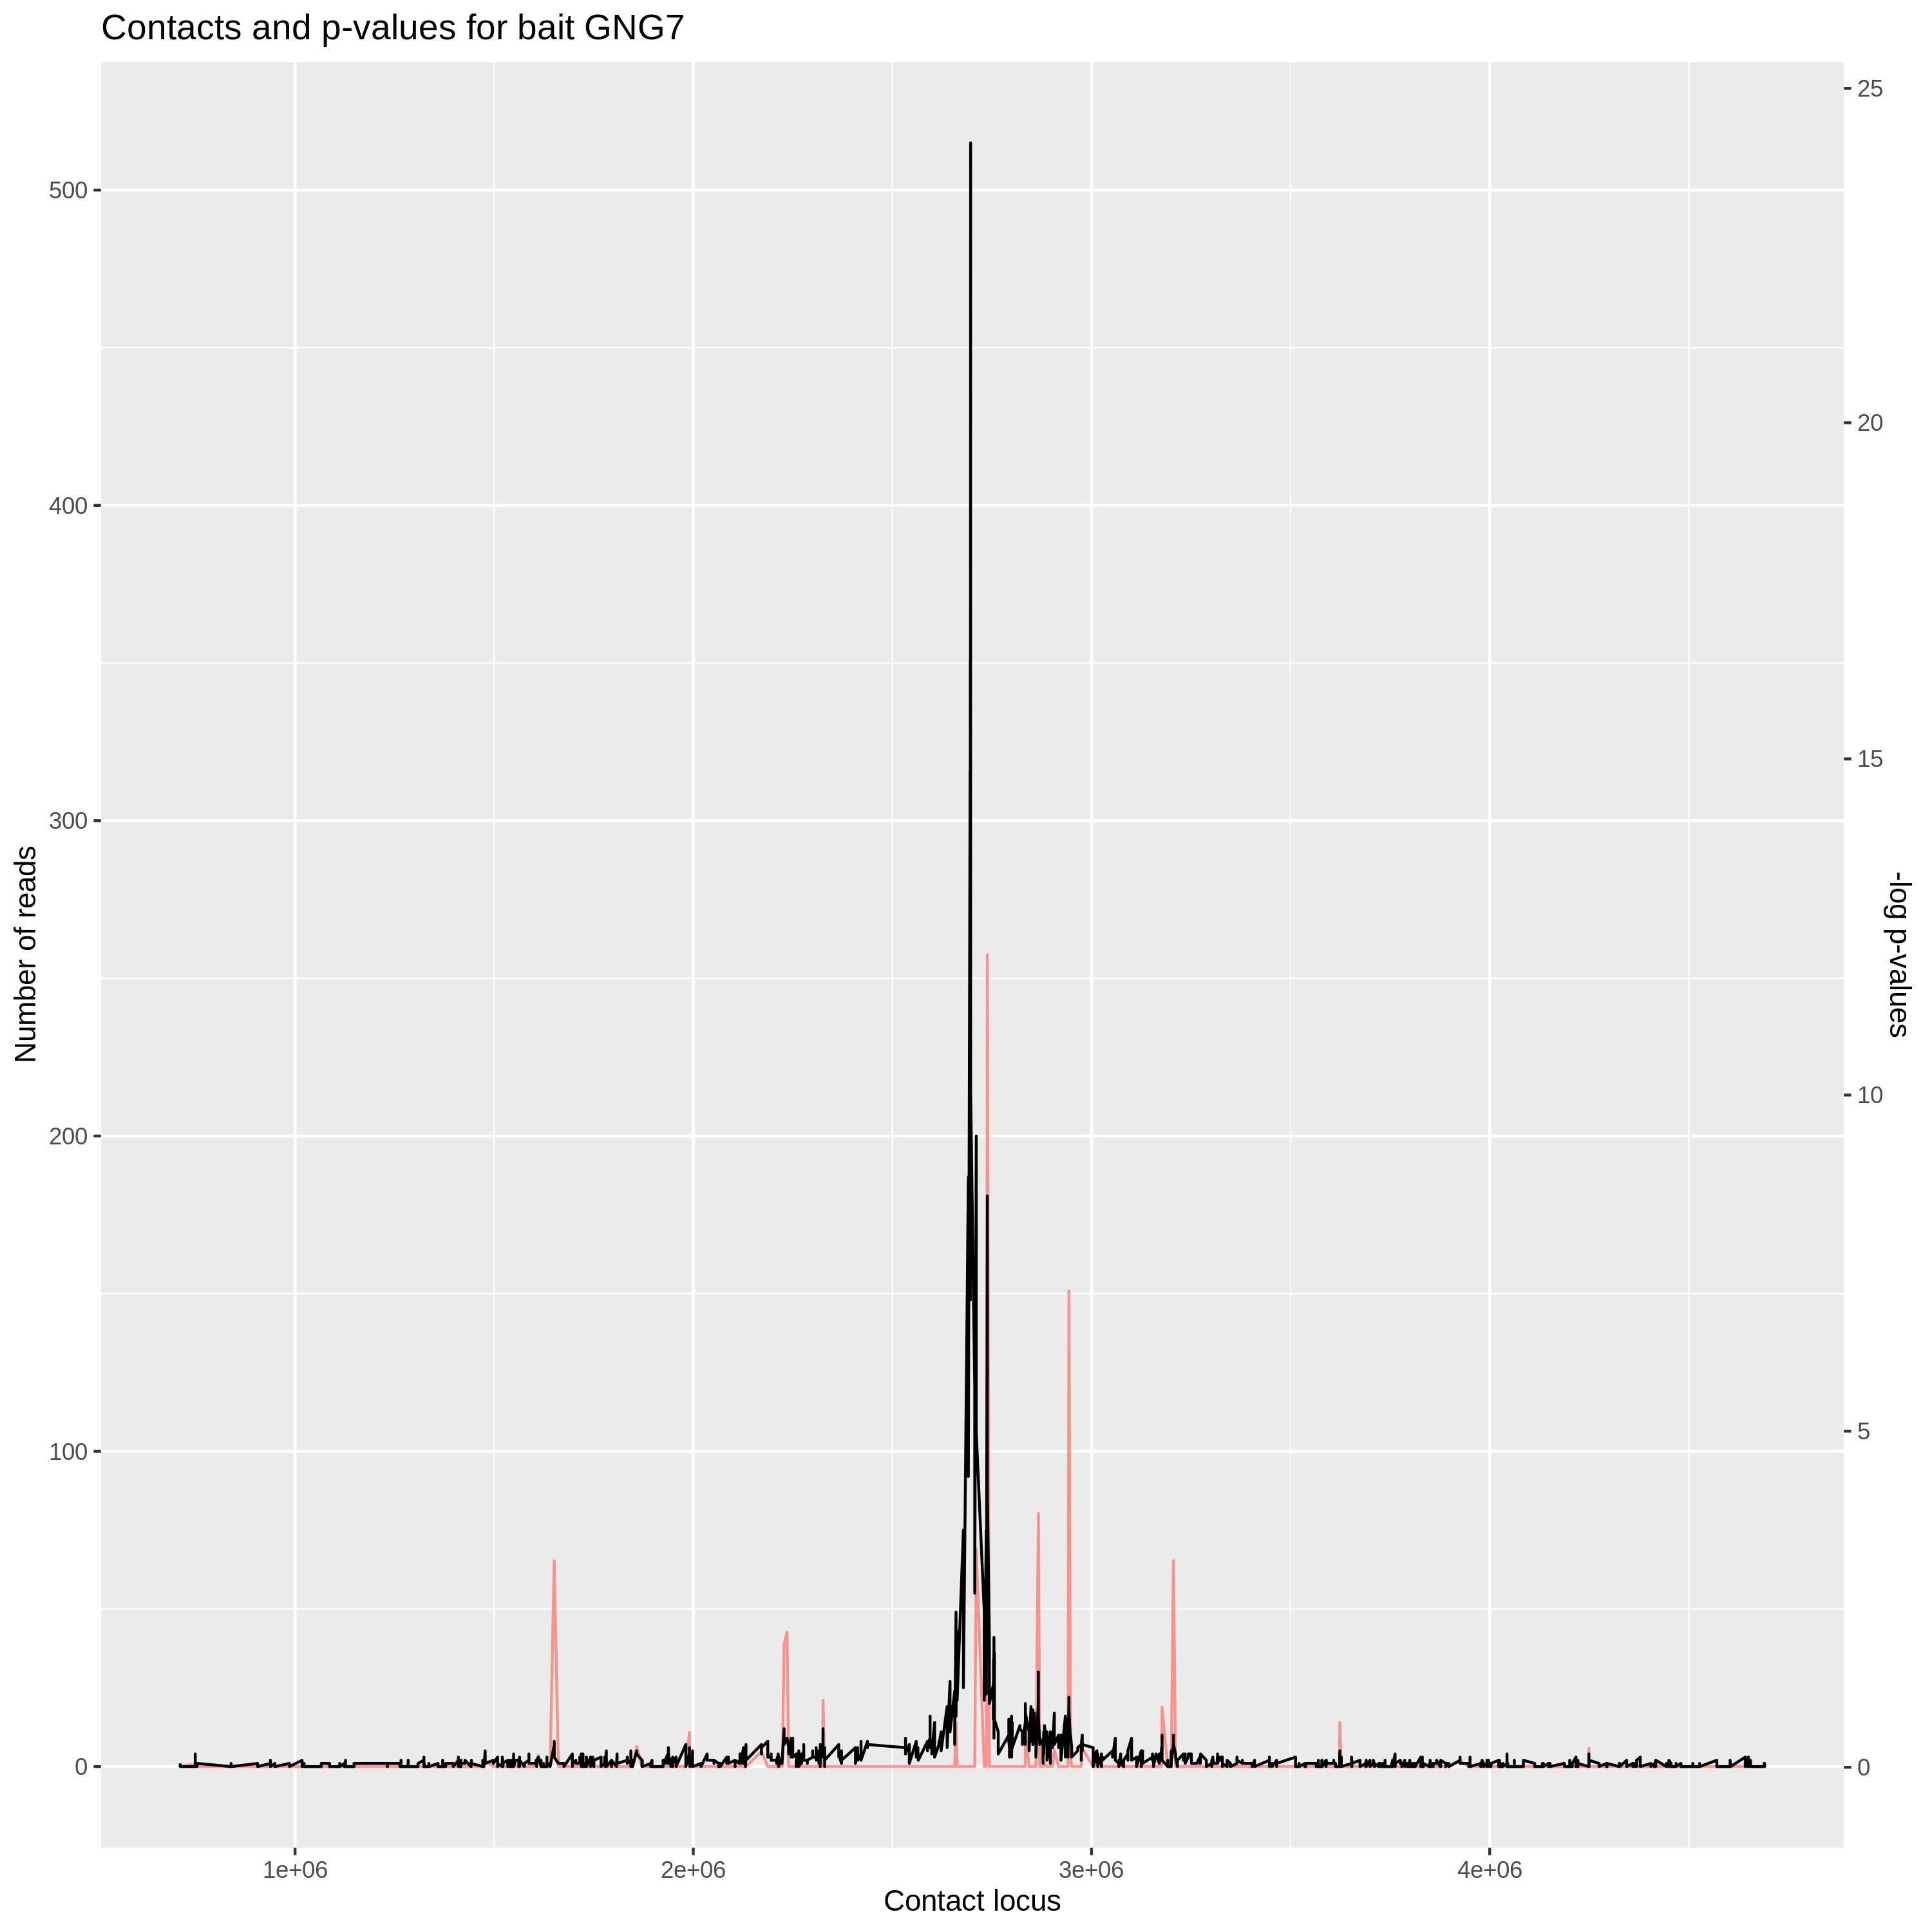 Contacts and p-values for bait GNG7
Number of reads
500
400
300
200
100
0
25
20
15
10
5
0
-log p-values
1e+06
2e+06
3e+06
4e+06
Contact locus